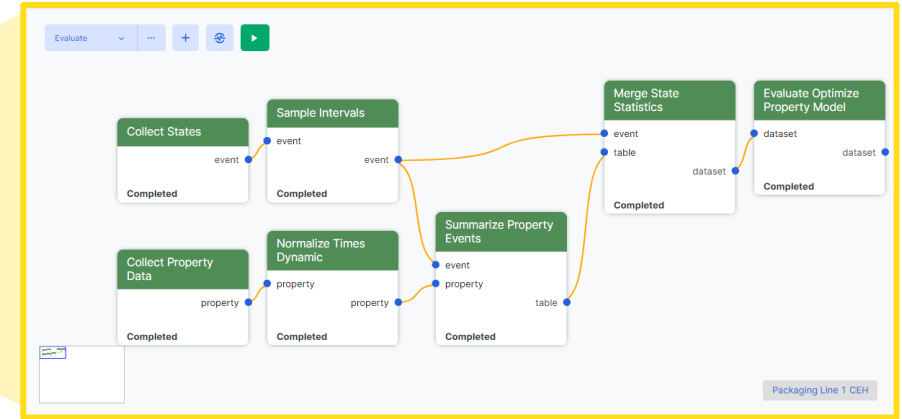 Evaluate
...
Collect States
event
Completed
Sample Intervals
event
event
Completed
Collect Property
Data
property
Completed
Normalize Times
Dynamic
property
property
Completed
Summarize Property
Events
event
property
table
Completed
Merge State
Statistics
event
table
dataset
Completed
Evaluate Optimize
Property Model
dataset
dataset
Completed
Packaging Line 1 CEH